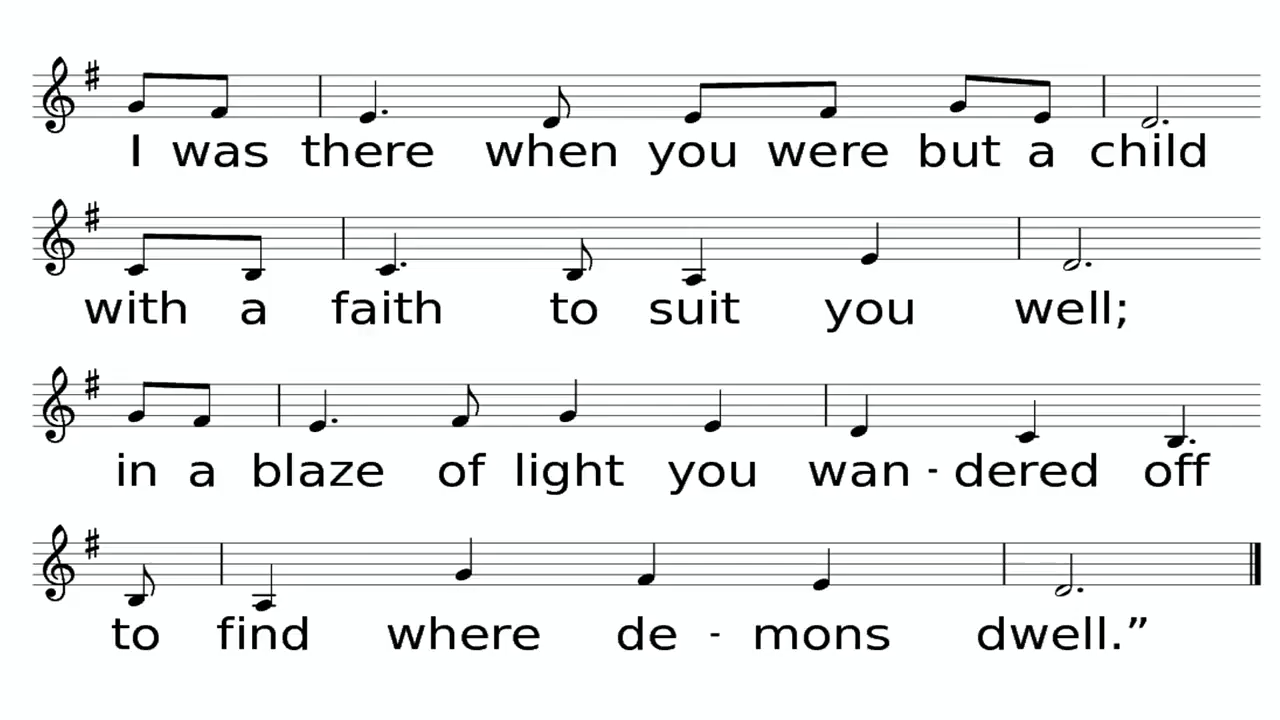 I was there when you were but a child
with a faith to suit you well;
in a blaze of light you wan - dered off
to find where de - mons dwell.”